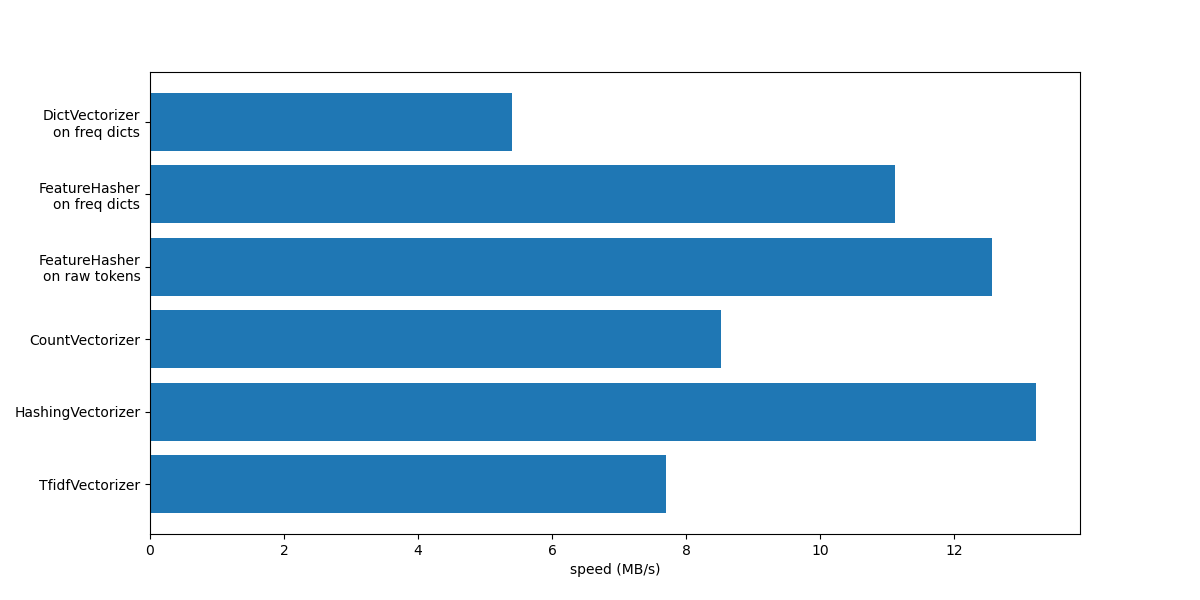 DictVectorizer
on freq dicts
FeatureHasher
on freq dicts
FeatureHasher
on raw tokens
CountVectorizer
HashingVectorizer
TfidfVectorizer
0 2 4 6 8 10 12
speed (MB/s)